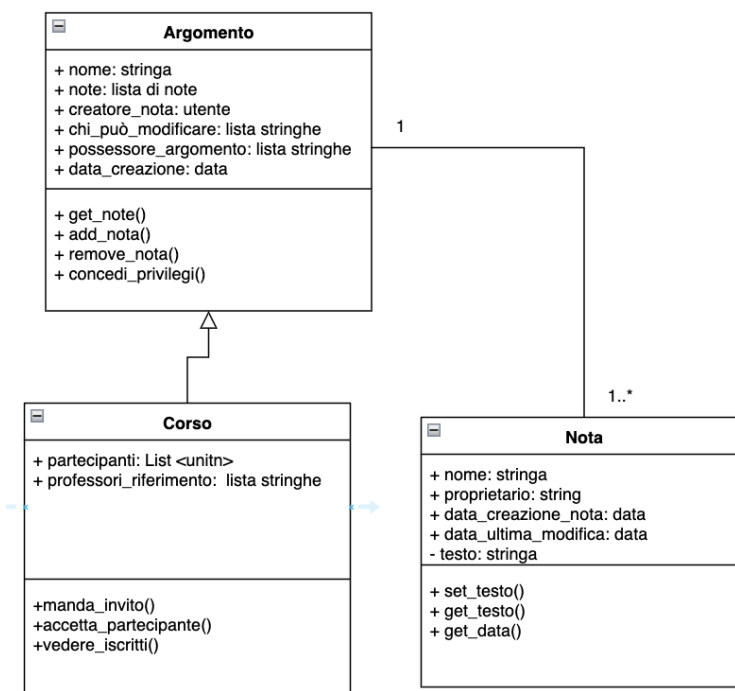 Argomento
+ nome: stringa
+ note: lista di note
+ creatore_nota: utente
+ chi_può_modificare: lista stringhe
+ possessore_argomento: lista stringhe
+ data_creazione: data
+ get_note()
+ add_nota()
+ remove_nota()
+ concedi_privilegi()
1
1..*
Corso
+ partecipanti: List <unitn>
+ professori_riferimento: lista stringhe
+manda_invito()
+accetta_partecipante()
+vedere_iscritti()
Nota
+ nome: stringa
+ proprietario: string
+ data_creazione_nota: data
+ data_ultima_modifica: data
- testo: stringa
+ set_testo()
+ get_testo()
+ get_data()